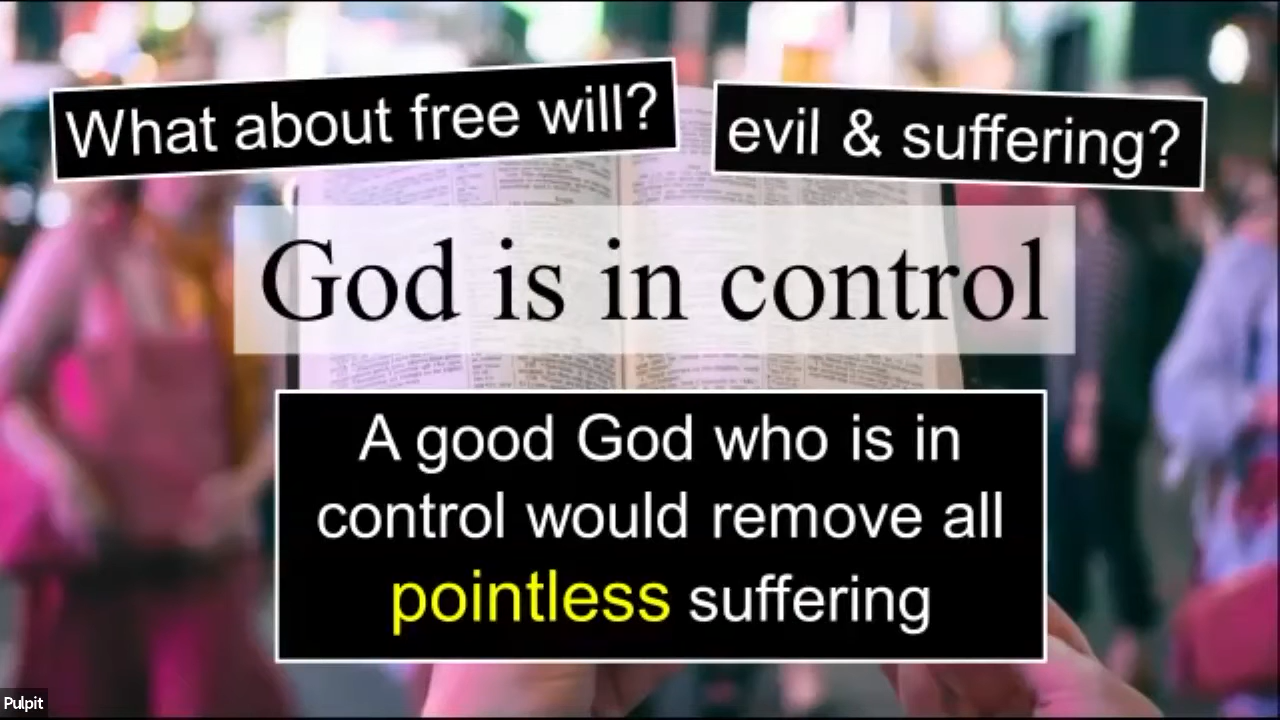 What about free will?
evil & suffering?
God is in control
A good God who is in
control would remove all
pointless suffering
Pulpit